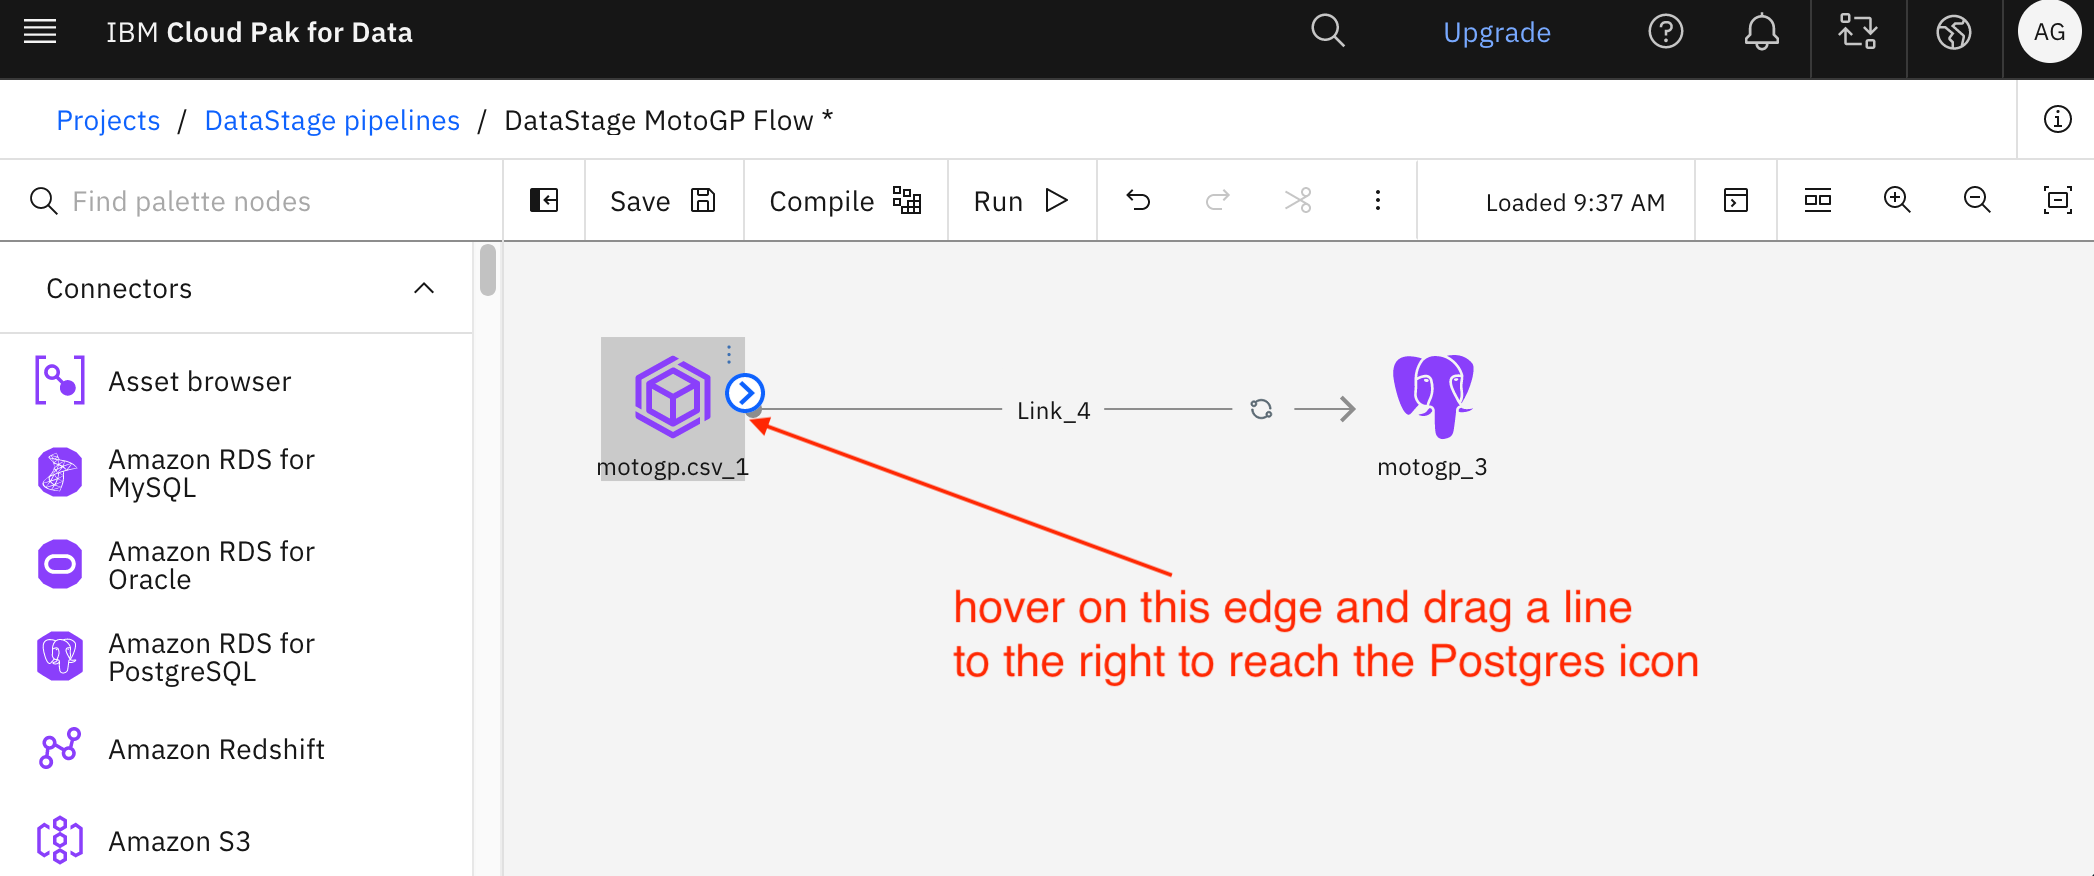 IBM Cloud Pak for Data
Upgrade
AG
Projects / DataStage pipelines / DataStage MotoGP Flow *
Find palette nodes
Save
Compile
Run
Loaded 9:37 AM
Connectors
Asset browser
Amazon RDS for
MySQL
Amazon RDS for
Oracle
Amazon RDS for
PostgreSQL
Amazon Redshift
Amazon S3
Link_4
motogp.csv_1
motogp_3
hover on this edge and drag a line
to the right to reach the Postgres icon